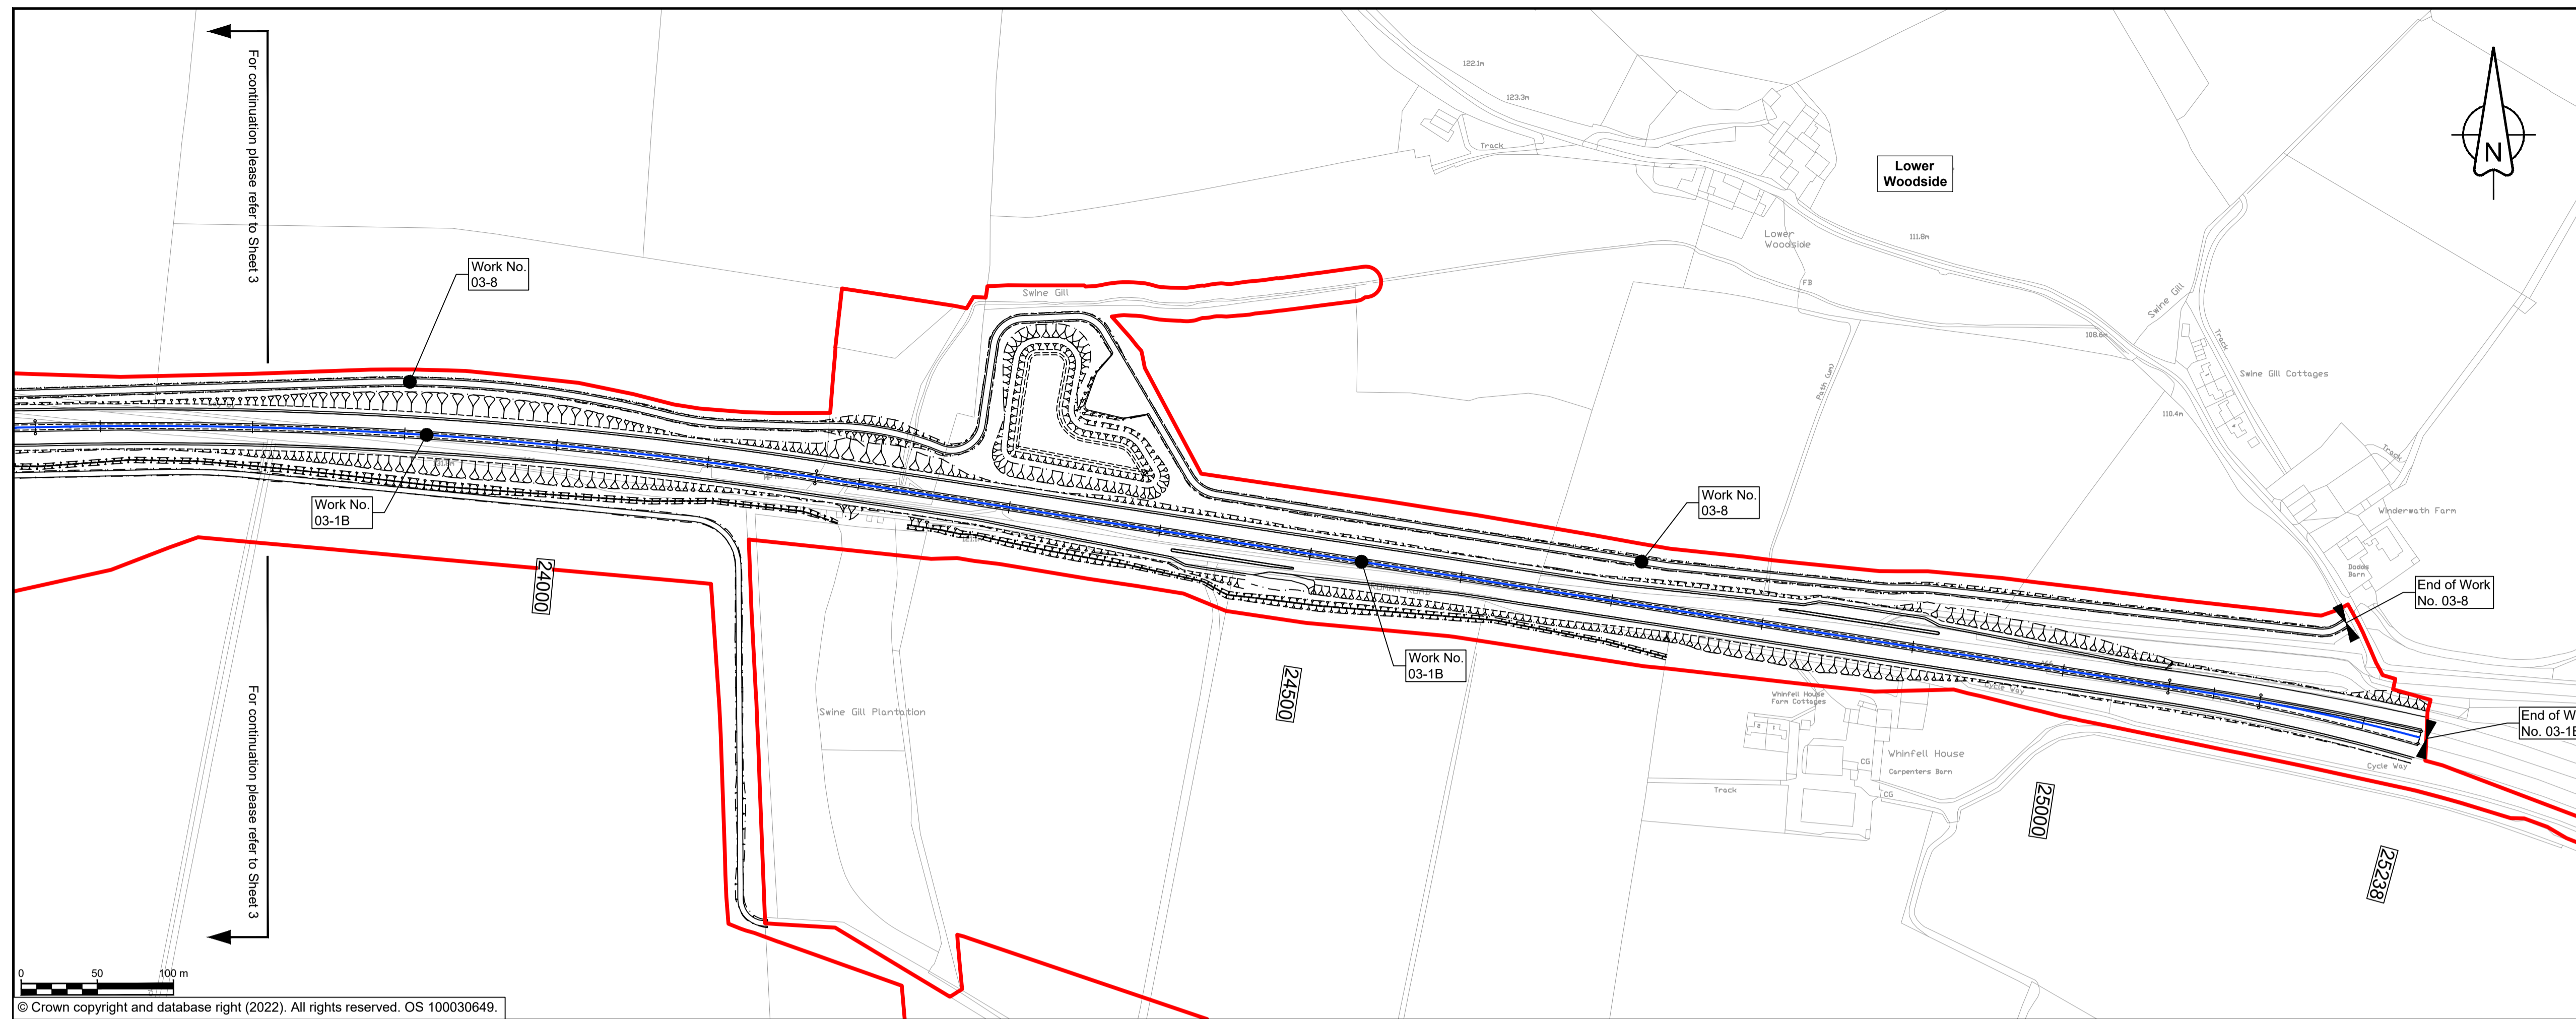 For continuation please refer to Sheet 3
122.1m
123.3m
Track
Lower
Woodside
N
Lower
Woodside
111.8m
Work No.
03-8
Swine Gill
FB
Swine Gill
108.6m
Track
Swine Gill Cottages
Path (um)
110.4m
Track
Work No.
03-1B
Work No.
03-8
Winderwath Farm
24000
ROMAN ROAD
Dodds
Barn
End of Work
No. 03-8
Work No.
03-1B
24500
Cycle Way
Whinfell House
Farm Cottages
Swine Gill Plantation
For continuation please refer to Sheet 3
End of W
No. 03-1B
Whinfell House
CG
Carpenters Barn
Cycle Way
Track
CG
25000
25238
0 50 100 m
© Crown copyright and database right (2022). All rights reserved. OS 100030649.